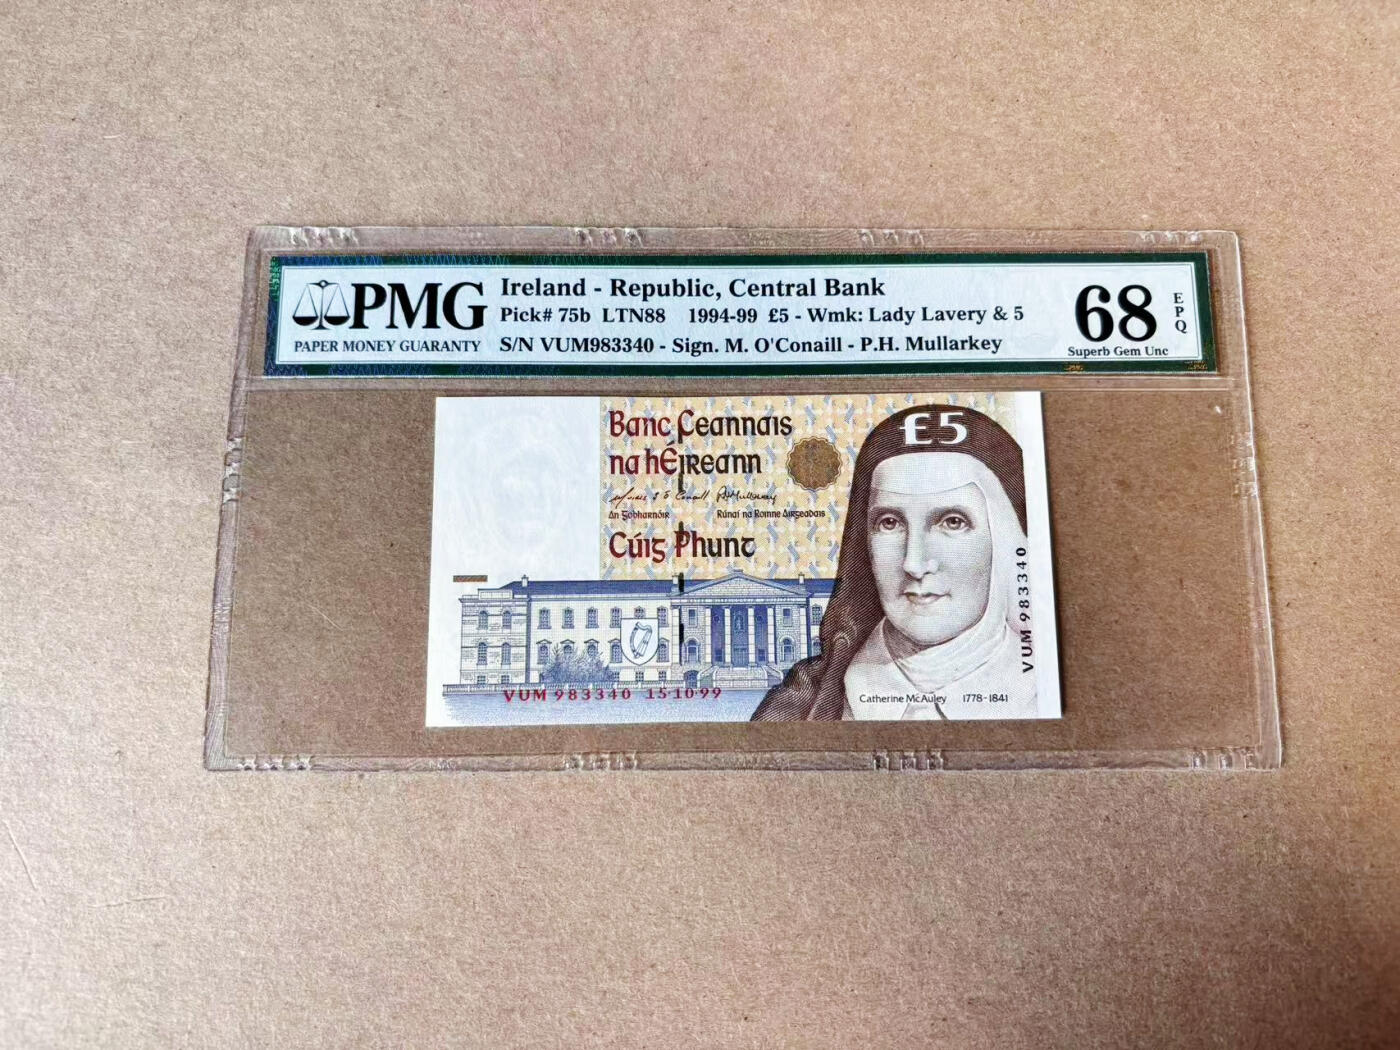 PMG
PAPER MONEY GUARANTY
Ireland - Republic, Central Bank
Pick# 75b LTN88 1994-99 £5 - Wmk: Lady Lavery & 5
S/N VUM983340 - Sign. M. O'Conaill - P.H. Mullarkey
68
EPQ
Superb Gem Unc
Banc Ceannais
na hÉireann
£5
An Gobharnóir
Rúnaí na Roinne Airgeadais
Cúig Phunt
VUM 983340
VUM 983340 15·10·99
Catherine McAuley 1778-1841